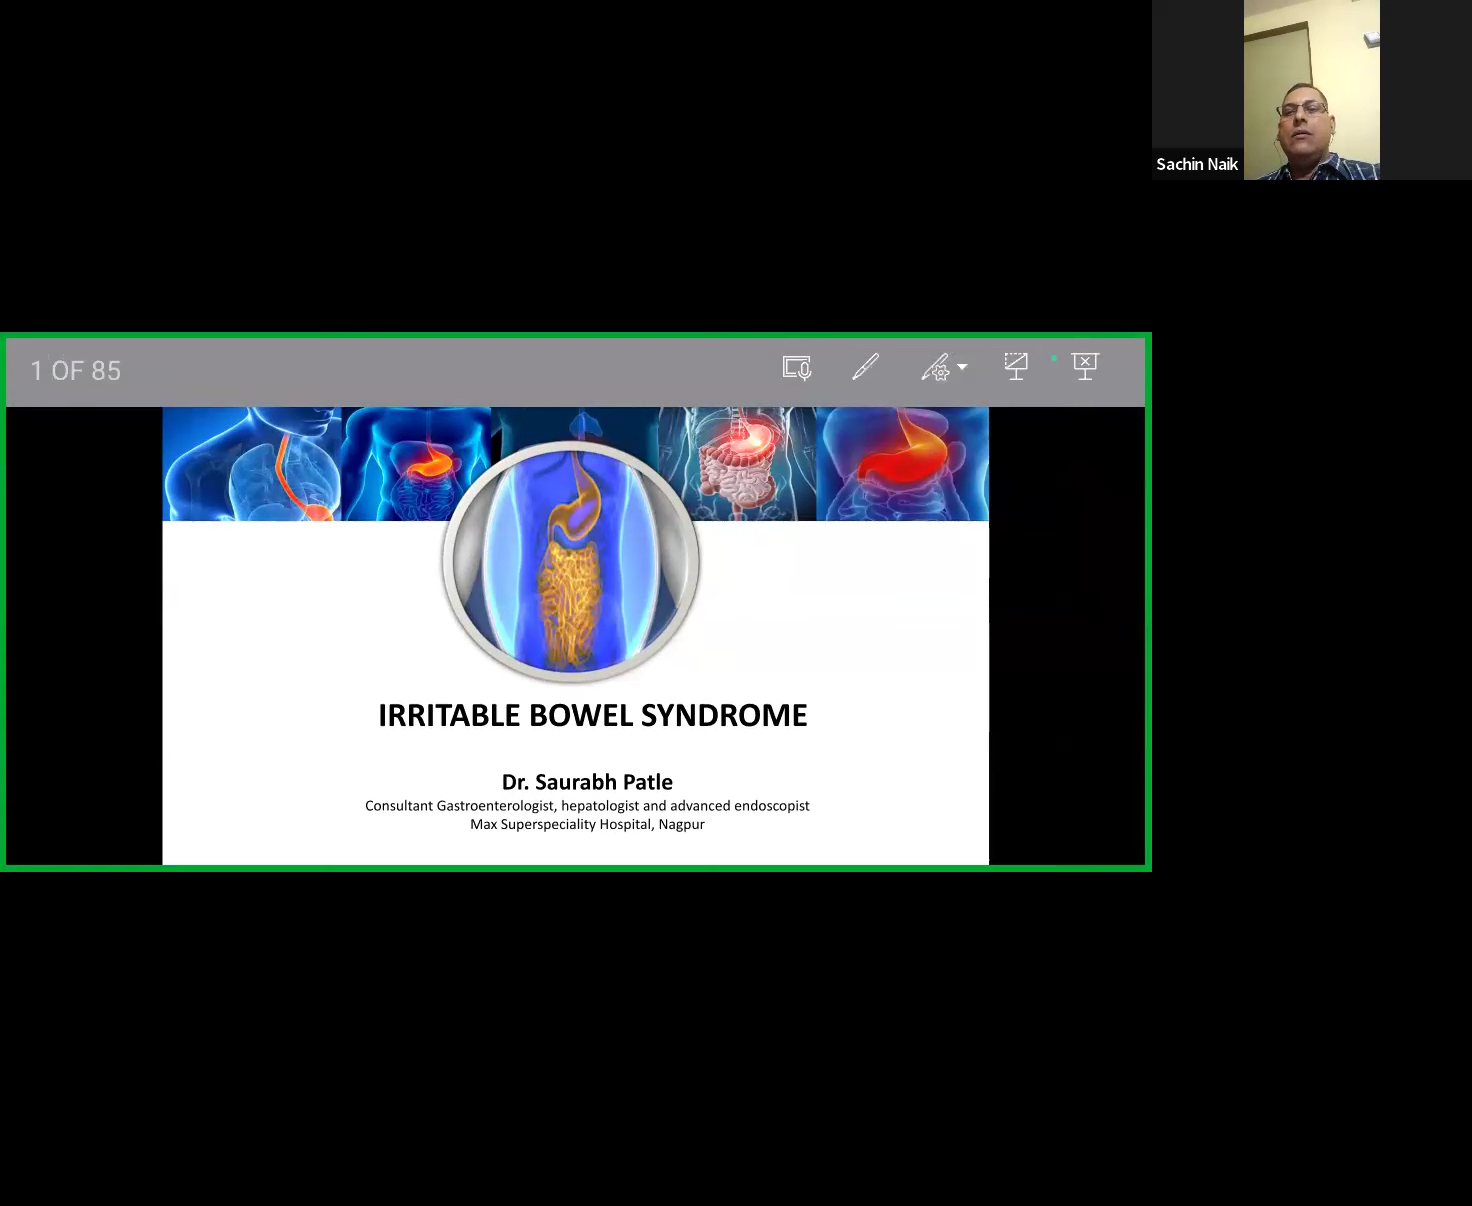 Sachin Naik
1 OF 85
IRRITABLE BOWEL SYNDROME
Dr. Saurabh Patle
Consultant Gastroenterologist, hepatologist and advanced endoscopist
Max Superspeciality Hospital, Nagpur